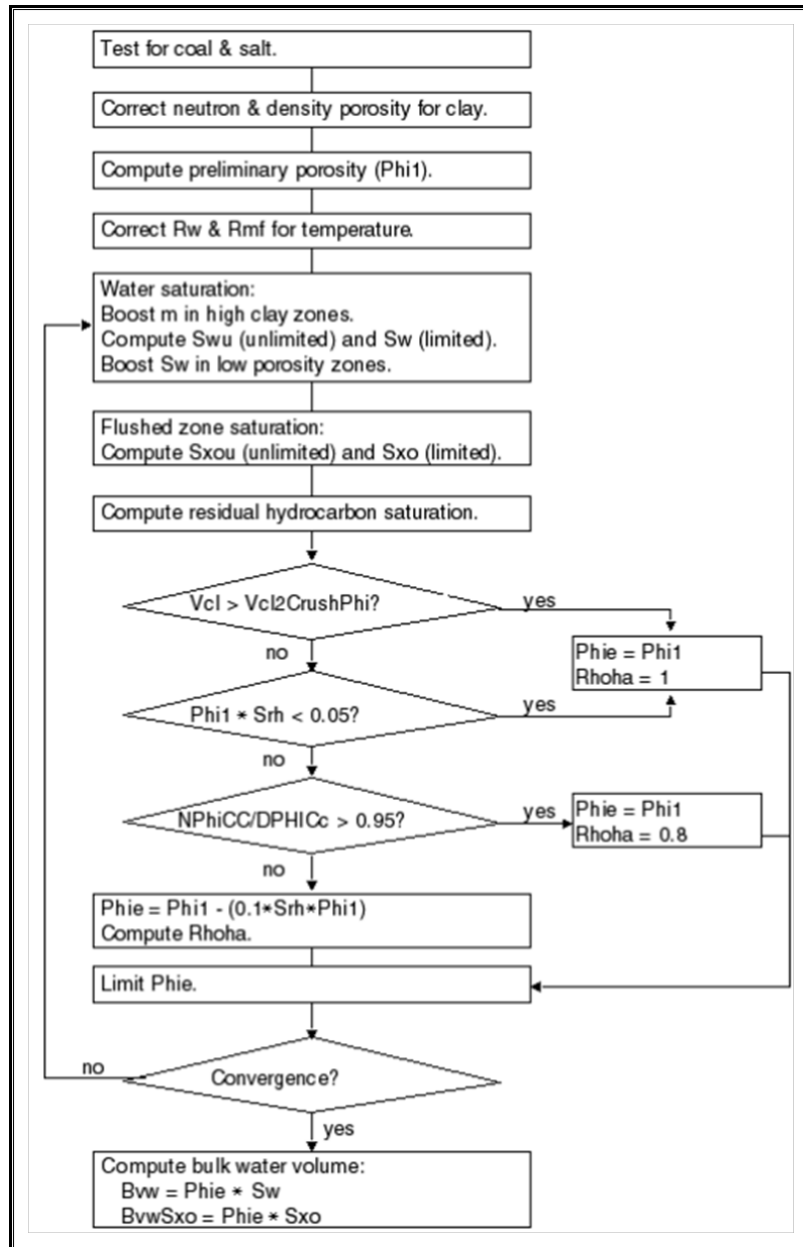 Test for coal & salt.
Correct neutron & density porosity for clay.
Compute preliminary porosity (Phi1).
Correct Rw & Rmf for temperature.
Water saturation:
Boost m in high clay zones.
Compute Swu (unlimited) and Sw (limited).
Boost Sw in low porosity zones.
Flushed zone saturation:
Compute Sxou (unlimited) and Sxo (limited).
Compute residual hydrocarbon saturation.
Vcl > Vcl2CrushPhi?
yes
no
Phie = Phi1
Rhoha = 1
Phi1 * Srh < 0.05?
yes
no
NPhiCC/DPHICc > 0.95?
yes
Phie = Phi1
Rhoha = 0.8
no
Phie = Phi1 - (0.1*Srh*Phi1)
Compute Rhoha.
Limit Phie.
no
Convergence?
yes
Compute bulk water volume:
Bvw = Phie * Sw
BvwSxo = Phie * Sxo